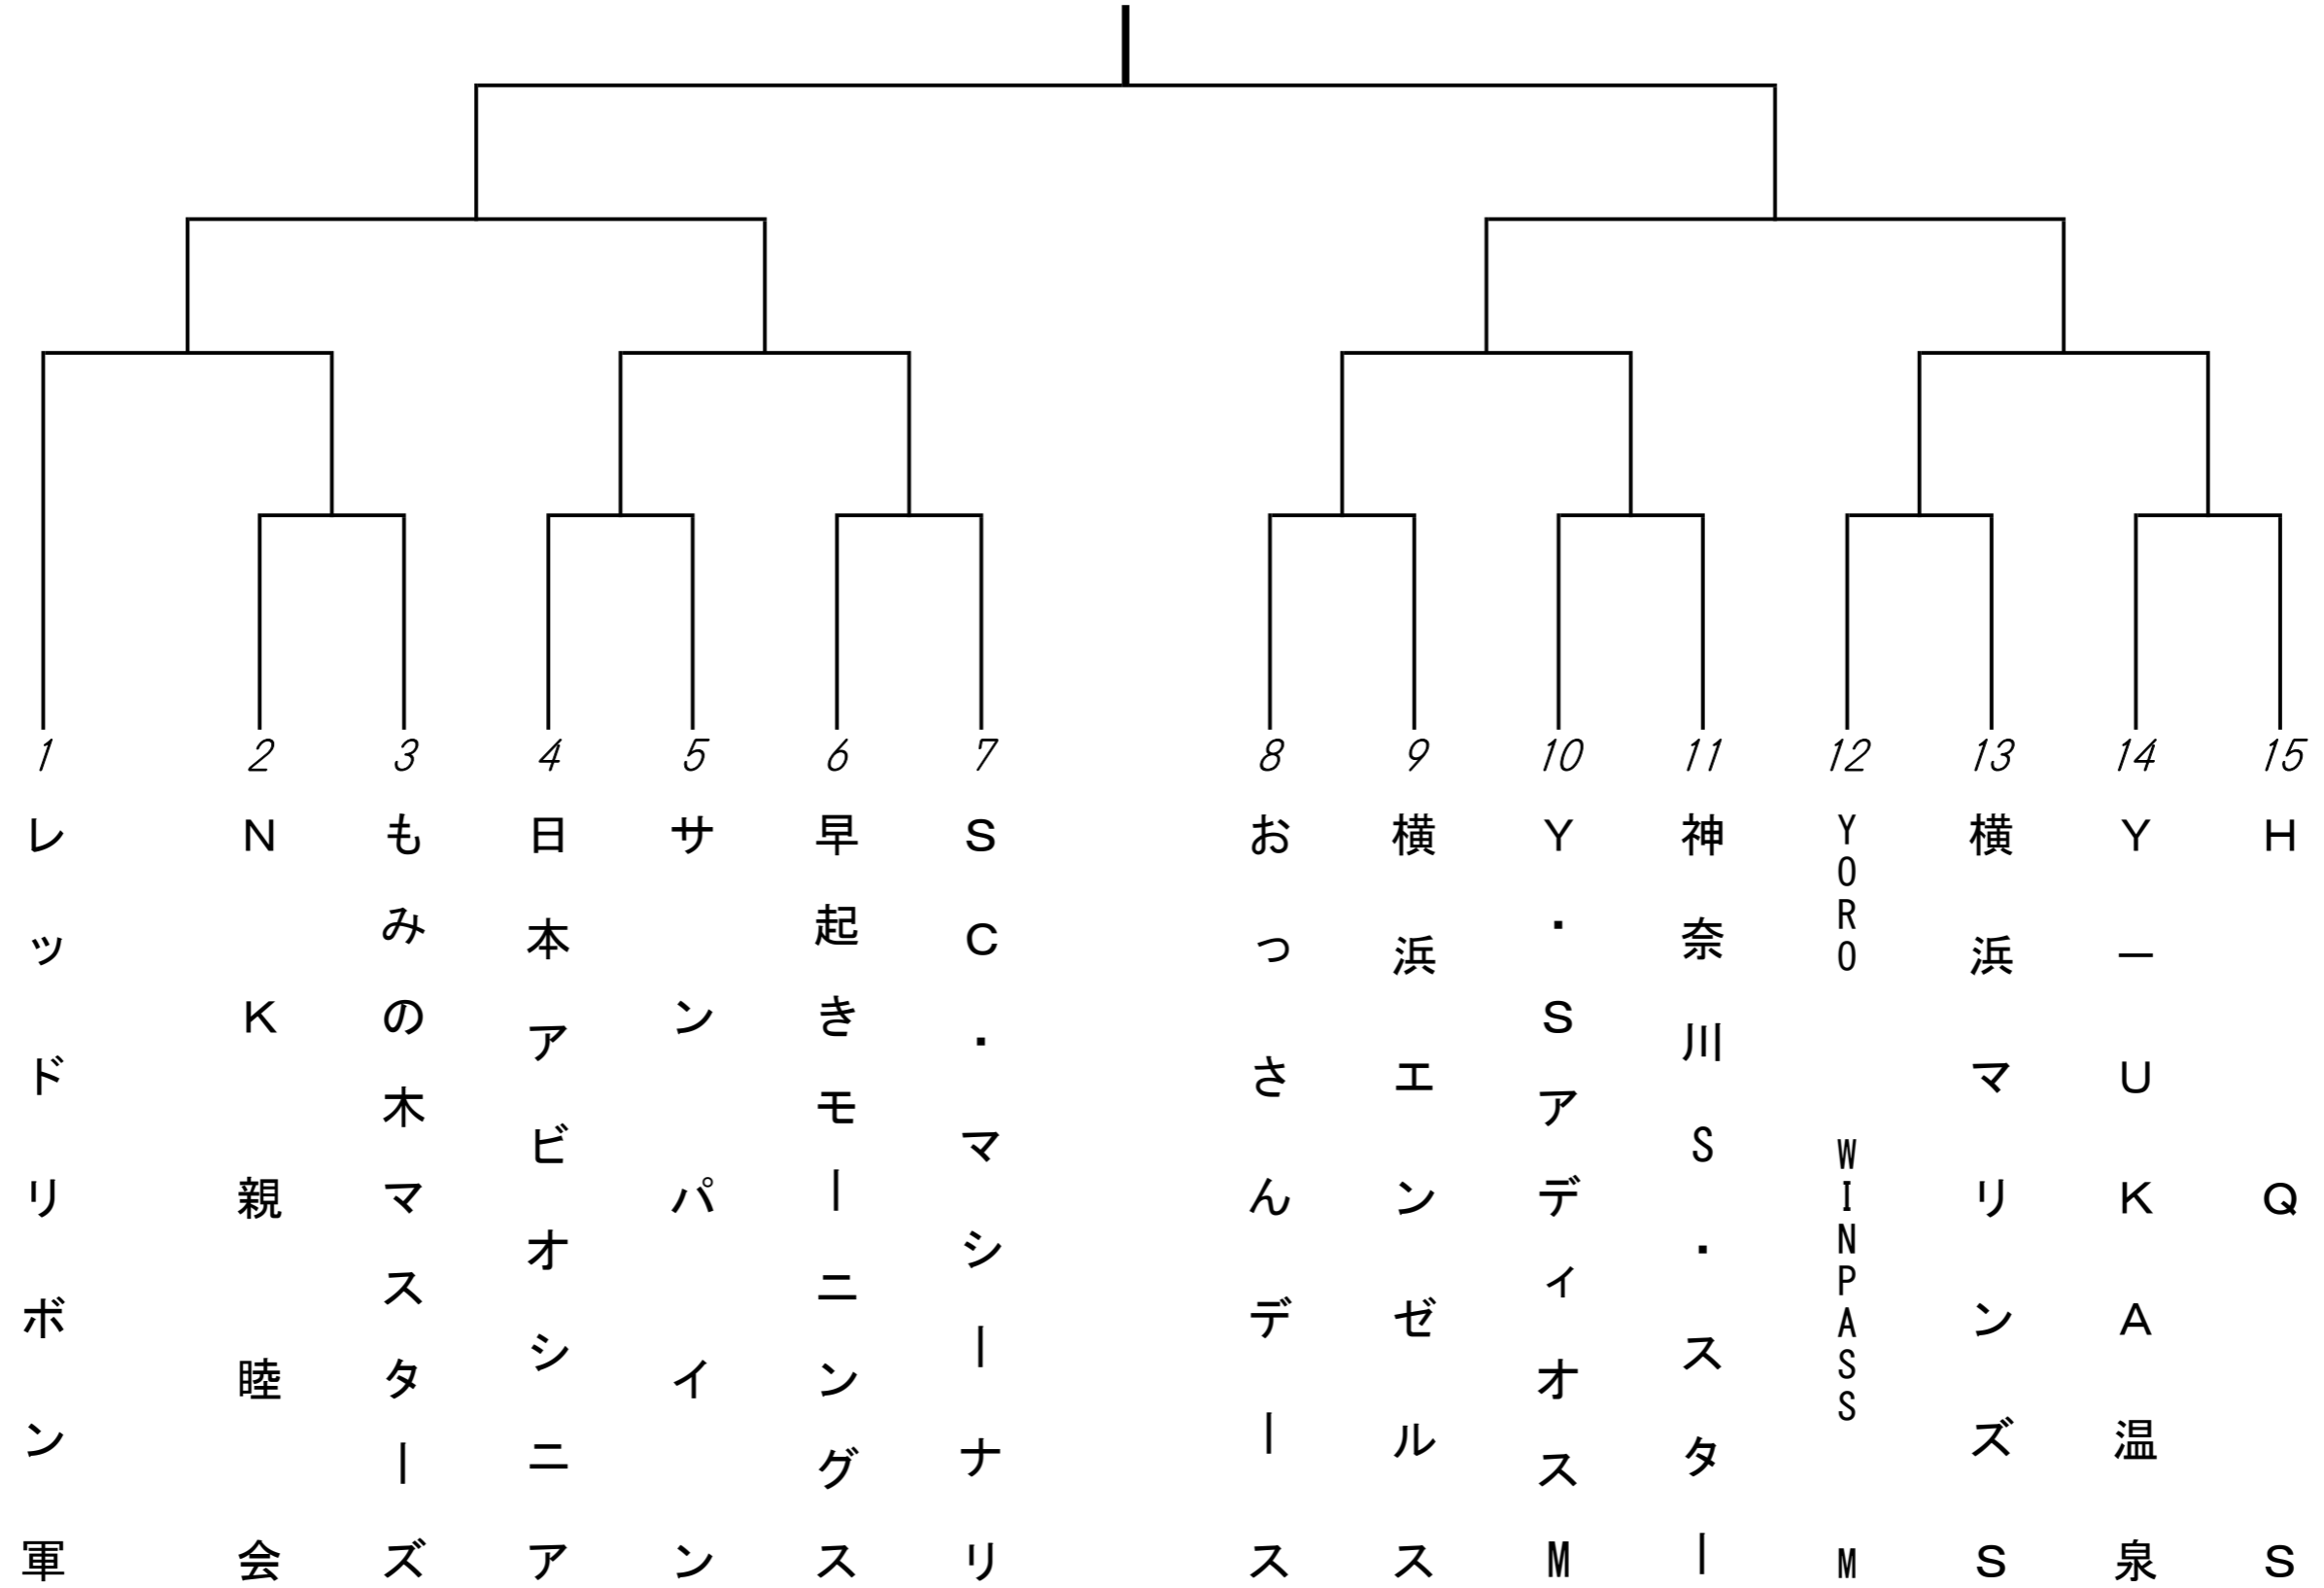 1
2
3
4
5
6
7
8
9
10
11
12
13
14
15
レッドリボン軍
NK親睦会
もみの木マスターズ
日本アビオシニア
サンパイン
早起きモーニングス
SC・マシーナリ
おっさんデース
横浜エンゼルス
Y・SアディオスM
神奈川S・スター
YORO WINPASS M
横浜マリンズS
Y－UKA温泉
HQS